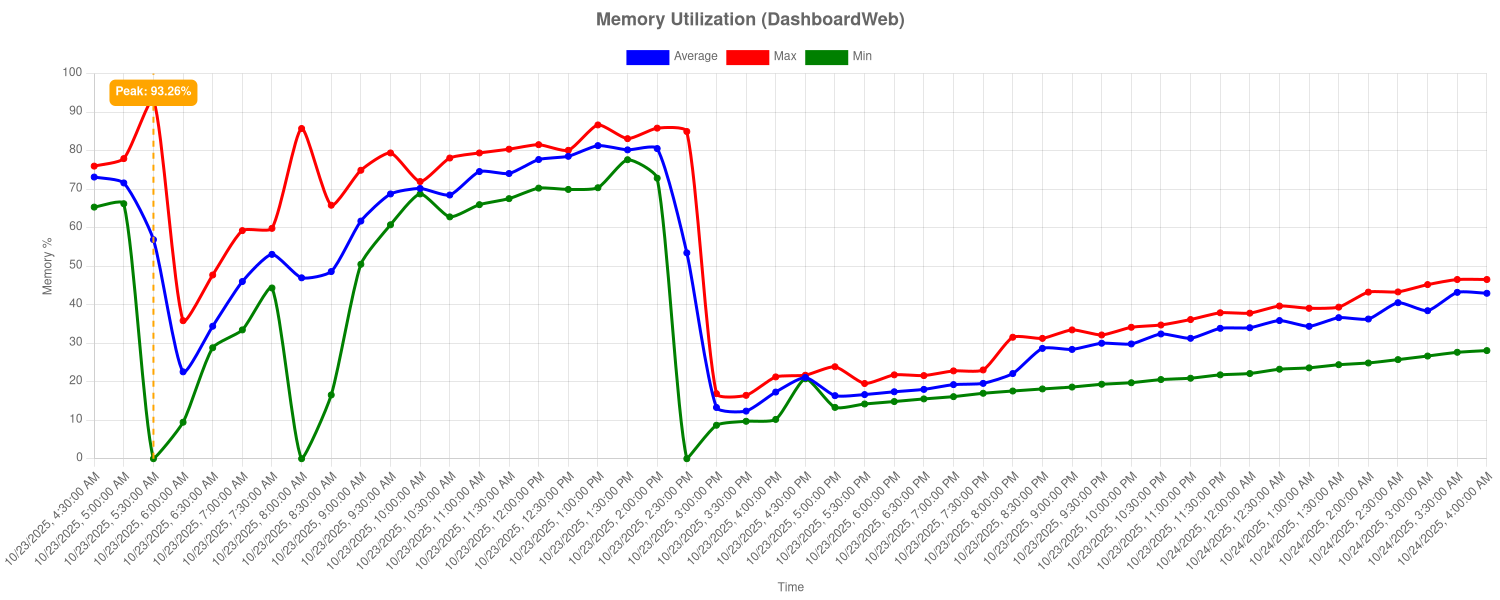 Memory Utilization (DashboardWeb)
Average Max Min
Peak: 93.26%
Memory %
100
90
80
70
60
50
40
30
20
10
0
10/23/2025, 4:30:00 AM
10/23/2025, 5:00:00 AM
10/23/2025, 5:30:00 AM
10/23/2025, 6:00:00 AM
10/23/2025, 6:30:00 AM
10/23/2025, 7:00:00 AM
10/23/2025, 7:30:00 AM
10/23/2025, 8:00:00 AM
10/23/2025, 8:30:00 AM
10/23/2025, 9:00:00 AM
10/23/2025, 9:30:00 AM
10/23/2025, 10:00:00 AM
10/23/2025, 10:30:00 AM
10/23/2025, 11:00:00 AM
10/23/2025, 11:30:00 AM
10/23/2025, 12:00:00 PM
10/23/2025, 12:30:00 PM
10/23/2025, 1:00:00 PM
10/23/2025, 1:30:00 PM
10/23/2025, 2:00:00 PM
10/23/2025, 2:30:00 PM
10/23/2025, 3:00:00 PM
10/23/2025, 3:30:00 PM
10/23/2025, 4:00:00 PM
10/23/2025, 4:30:00 PM
10/23/2025, 5:00:00 PM
10/23/2025, 5:30:00 PM
10/23/2025, 6:00:00 PM
10/23/2025, 6:30:00 PM
10/23/2025, 7:00:00 PM
10/23/2025, 7:30:00 PM
10/23/2025, 8:00:00 PM
10/23/2025, 8:30:00 PM
10/23/2025, 9:00:00 PM
10/23/2025, 9:30:00 PM
10/23/2025, 10:00:00 PM
10/23/2025, 10:30:00 PM
10/23/2025, 11:00:00 PM
10/23/2025, 11:30:00 PM
10/24/2025, 12:00:00 AM
10/24/2025, 12:30:00 AM
10/24/2025, 1:00:00 AM
10/24/2025, 1:30:00 AM
10/24/2025, 2:00:00 AM
10/24/2025, 2:30:00 AM
10/24/2025, 3:00:00 AM
10/24/2025, 3:30:00 AM
10/24/2025, 4:00:00 AM
Time